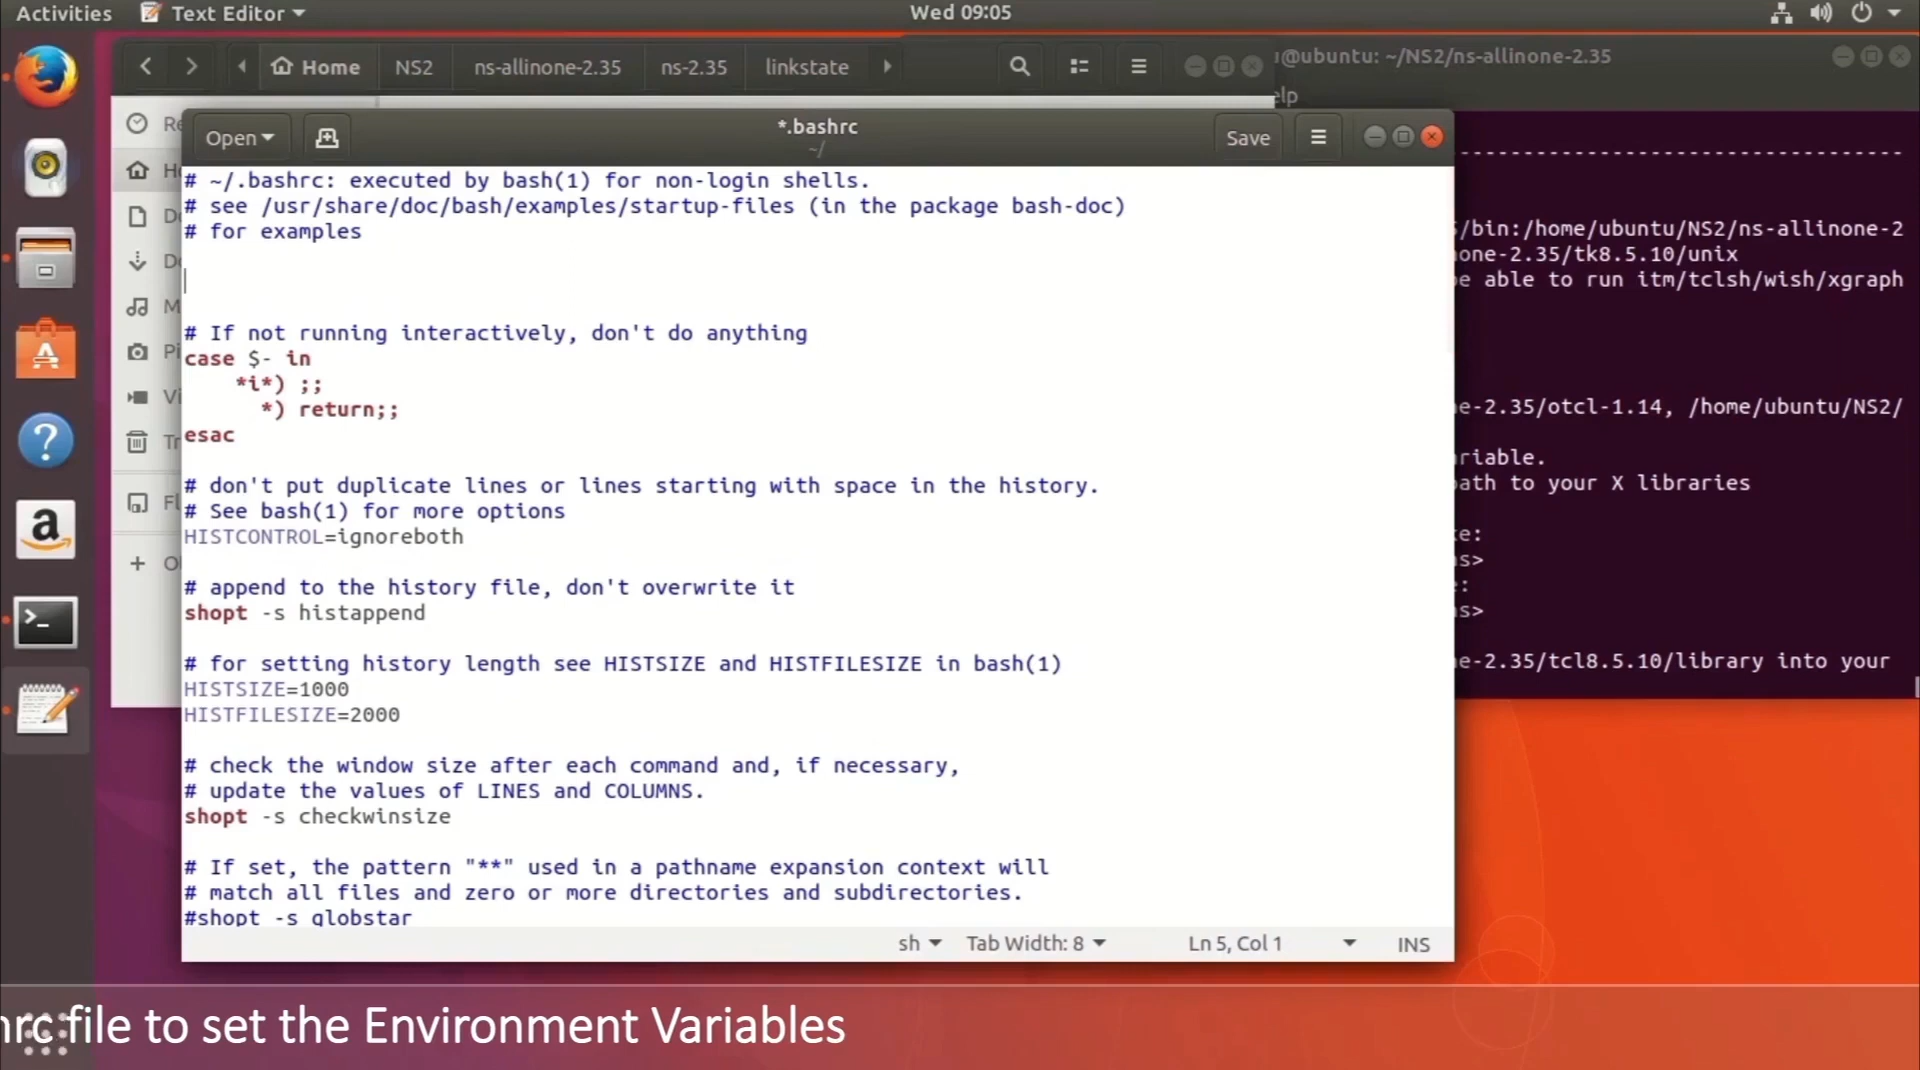 Activities Text Editor Wed 09:05
Home NS2 ns-allinone-2.35 ns-2.35 linkstate
@ubuntu: ~/NS2/ns-allinone-2.35
Open *.bashrc Save
~/
# ~/.bashrc: executed by bash(1) for non-login shells.
# see /usr/share/doc/bash/examples/startup-files (in the package bash-doc)
# for examples
# If not running interactively, don't do anything
case $- in
*i*) ;;
*) return;;
esac
# don't put duplicate lines or lines starting with space in the history.
# See bash(1) for more options
HISTCONTROL=ignoreboth
# append to the history file, don't overwrite it
shopt -s histappend
# for setting history length see HISTSIZE and HISTFILESIZE in bash(1)
HISTSIZE=1000
HISTFILESIZE=2000
# check the window size after each command and, if necessary,
# update the values of LINES and COLUMNS.
shopt -s checkwinsize
# If set, the pattern "**" used in a pathname expansion context will
# match all files and zero or more directories and subdirectories.
#shopt -s globstar
sh Tab Width: 8 Ln 5, Col 1 INS
---------------------------------------
/bin:/home/ubuntu/NS2/ns-allinone-2
one-2.35/tk8.5.10/unix
able to run itm/tclsh/wish/xgraph
e-2.35/otcl-1.14, /home/ubuntu/NS2/
riable.
ath to your X libraries
s>
s>
e-2.35/tcl8.5.10/library into your
file to set the Environment Variables